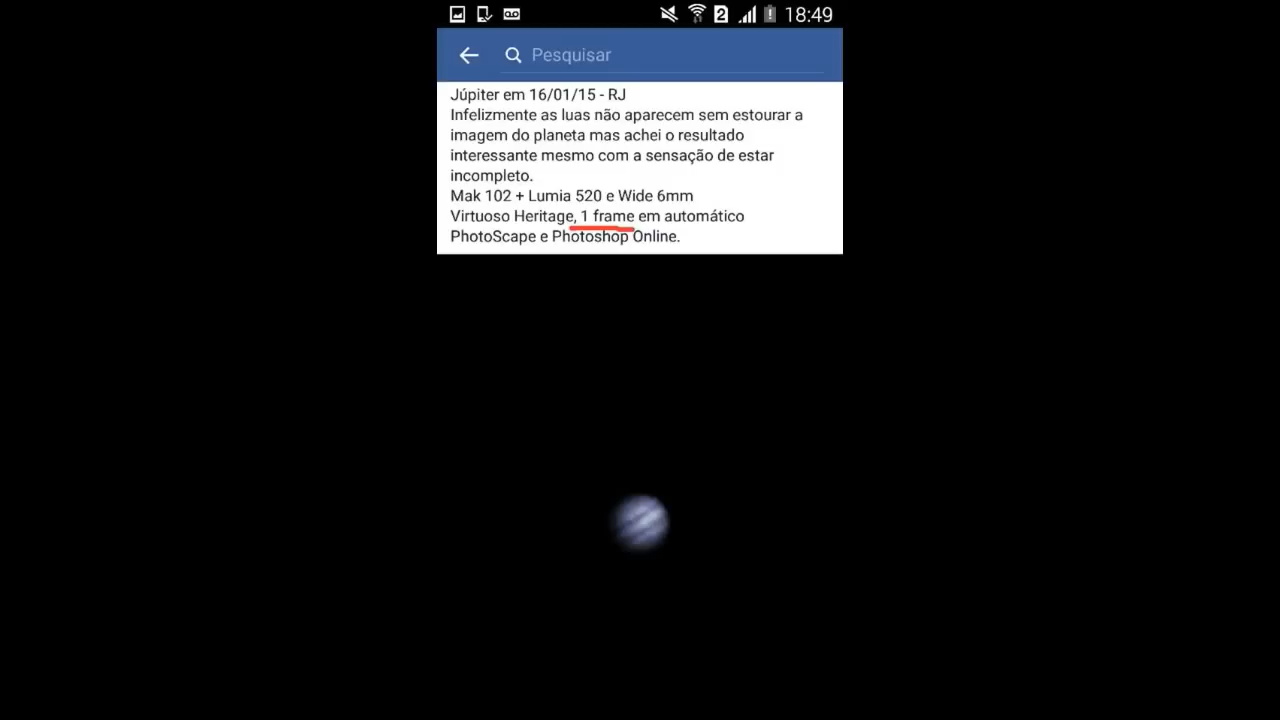 2 18:49
Pesquisar
Júpiter em 16/01/15 - RJ
Infelizmente as luas não aparecem sem estourar a
imagem do planeta mas achei o resultado
interessante mesmo com a sensação de estar
incompleto.
Mak 102 + Lumia 520 e Wide 6mm
Virtuoso Heritage, 1 frame em automático
PhotoScape e Photoshop Online.